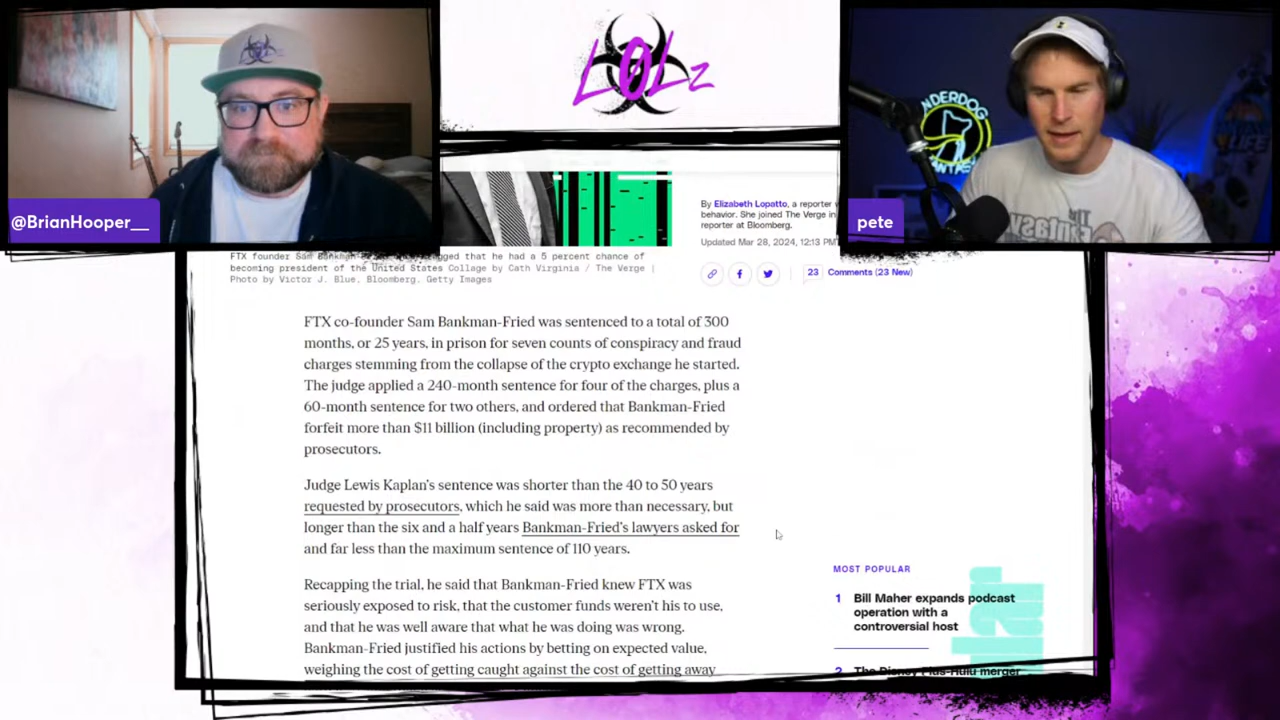 @BrianHooper__
LOLz
UNDERDOG
FANTASY
LIFE
The
Fantasy
pete
By Elizabeth Lopatto, a reporter
behavior. She joined The Verge in
reporter at Bloomberg.
Updated Mar 28, 2024, 12:13 PM
23 Comments (23 New)
FTX founder Sam Bankman-
that he had a 5 percent chance of
becoming president of the United States Collage by Cath Virginia / The Verge |
Photo by Victor J. Blue, Bloomberg, Getty Images
FTX co-founder Sam Bankman-Fried was sentenced to a total of 300
months, or 25 years, in prison for seven counts of conspiracy and fraud
charges stemming from the collapse of the crypto exchange he started.
The judge applied a 240-month sentence for four of the charges, plus a
60-month sentence for two others, and ordered that Bankman-Fried
forfeit more than $11 billion (including property) as recommended by
prosecutors.
Judge Lewis Kaplan's sentence was shorter than the 40 to 50 years
requested by prosecutors, which he said was more than necessary, but
longer than the six and a half years Bankman-Fried's lawyers asked for
and far less than the maximum sentence of 110 years.
Recapping the trial, he said that Bankman-Fried knew FTX was
seriously exposed to risk, that the customer funds weren't his to use,
and that he was well aware that what he was doing was wrong.
Bankman-Fried justified his actions by betting on expected value,
weighing the cost of getting caught against the cost of getting away
MOST POPULAR
1 Bill Maher expands podcast
operation with a
controversial host
2 The Disney Plus-Hulu merger